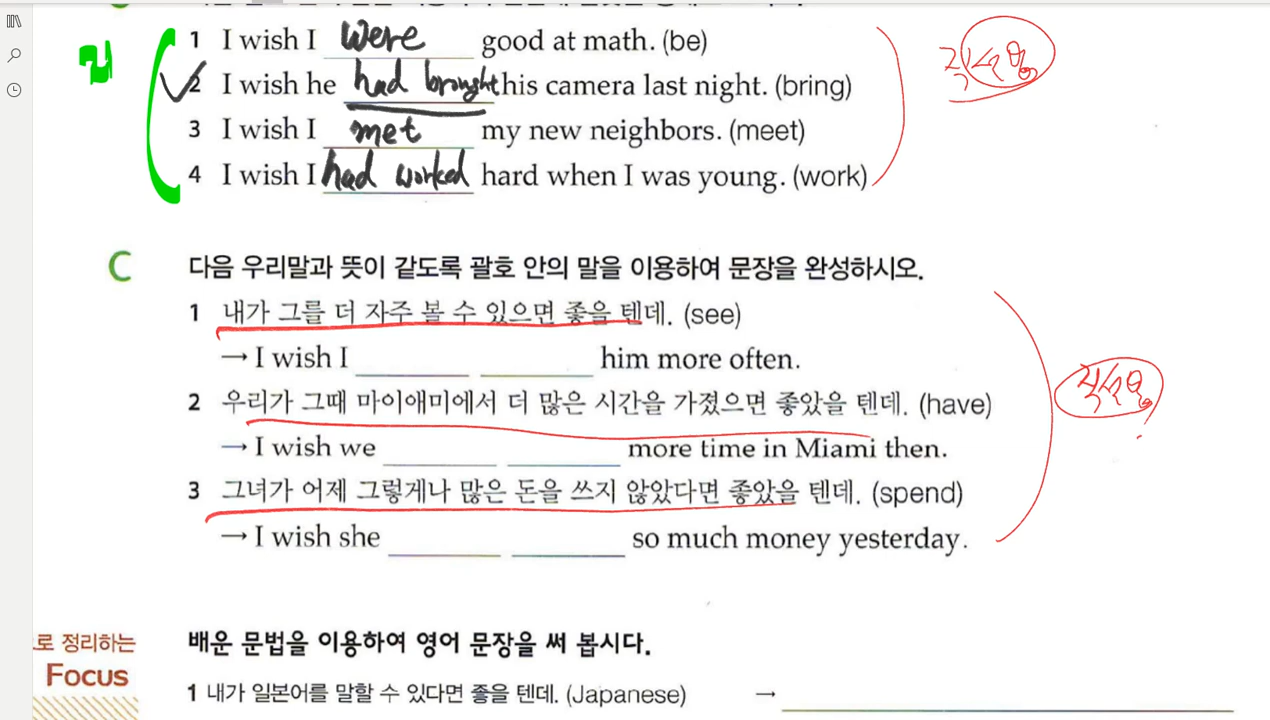 1 I wish I were good at math. (be)
2 I wish he had brought his camera last night. (bring)
3 I wish I met my new neighbors. (meet)
4 I wish I had worked hard when I was young. (work)
C 다음 우리말과 뜻이 같도록 괄호 안의 말을 이용하여 문장을 완성하시오.
1 내가 그를 더 자주 볼 수 있으면 좋을 텐데. (see)
→ I wish I him more often.
2 우리가 그때 마이애미에서 더 많은 시간을 가졌으면 좋았을 텐데. (have)
→ I wish we more time in Miami then.
3 그녀가 어제 그렇게나 많은 돈을 쓰지 않았다면 좋았을 텐데. (spend)
→ I wish she so much money yesterday.
로 정리하는
Focus
배운 문법을 이용하여 영어 문장을 써 봅시다.
1 내가 일본어를 말할 수 있다면 좋을 텐데. (Japanese) →